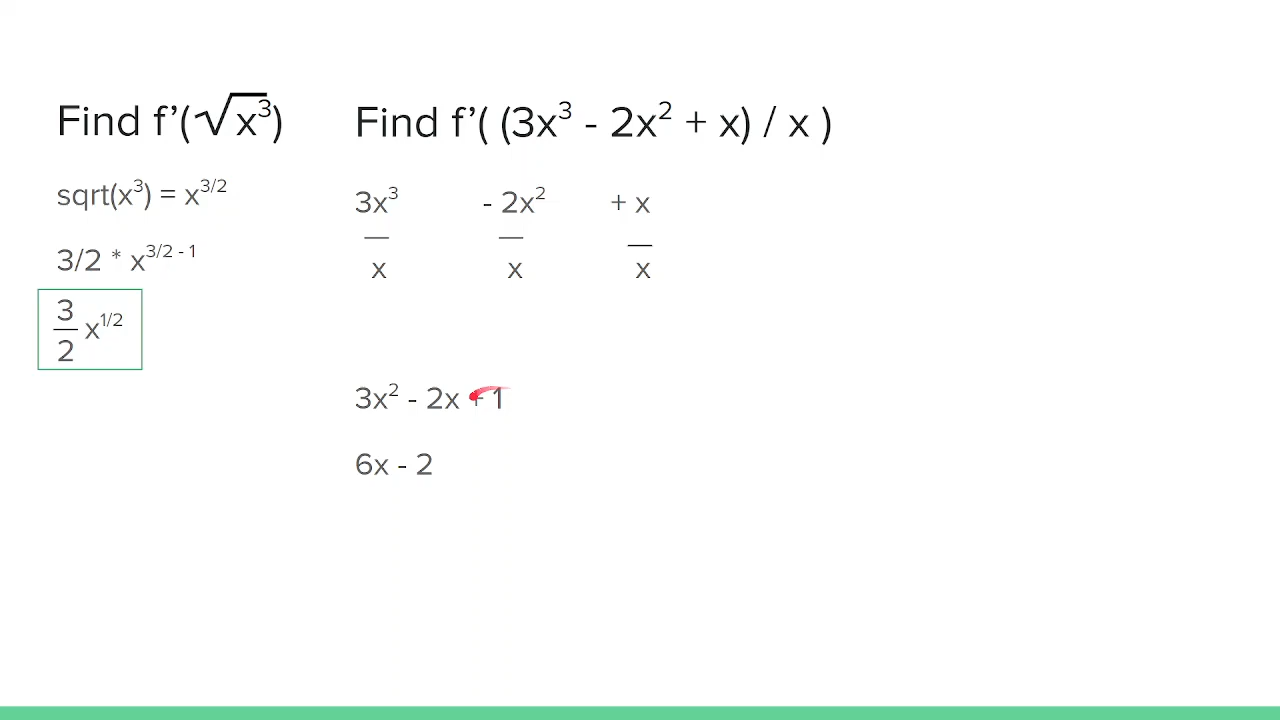 Find f’(√x³)
sqrt(x³) = x^3/2
3/2 * x^3/2 - 1
3
2
x^1/2
Find f’( (3x³ - 2x² + x) / x )
3x³ - 2x² + x
x x x
3x² - 2x + 1
6x - 2